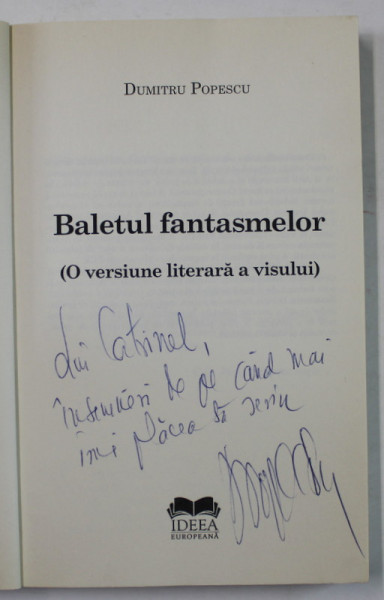 DUMITRU POPESCU
Baletul fantasmelor
(O versiune literară a visului)
Lui Catrinel,
însemnări de pe când mai
îmi plăcea să scriu
IDEEA
EUROPEANĂ